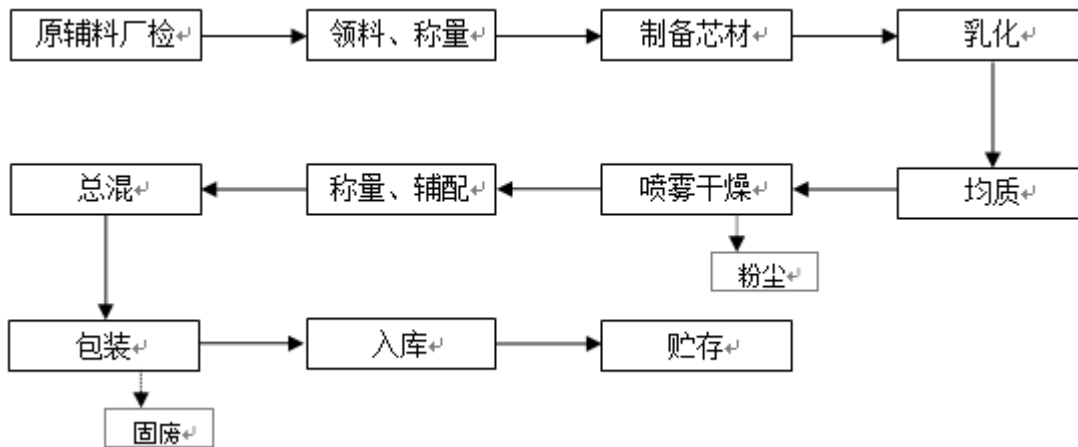 原辅料厂检↵
领料、称量↵
制备芯材↵
乳化↵
总混↵
称量、辅配↵
喷雾干燥↵
均质↵
粉尘↵
包装↵
入库↵
贮存↵
固废↵